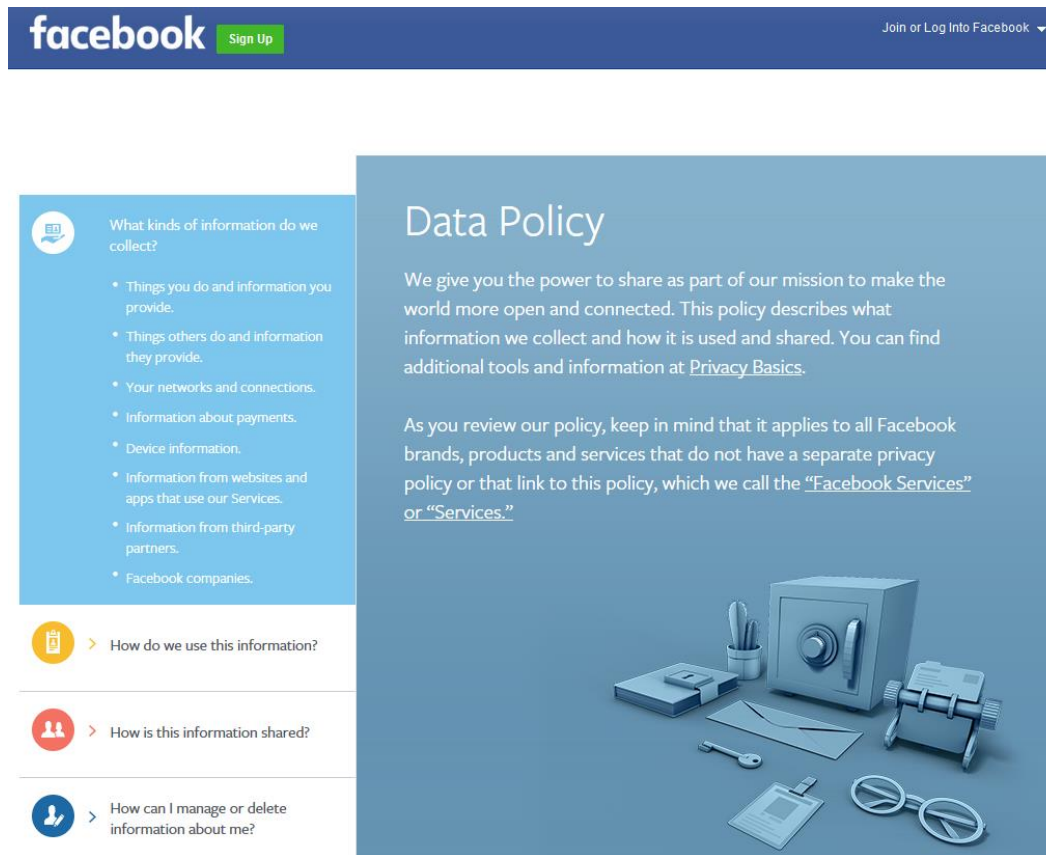 facebook
Sign Up
Join or Log Into Facebook
What kinds of information do we
collect?
• Things you do and information you
provide.
• Things others do and information
they provide.
• Your networks and connections.
• Information about payments.
• Device information.
• Information from websites and
apps that use our Services.
• Information from third-party
partners.
• Facebook companies.
How do we use this information?
How is this information shared?
How can I manage or delete
information about me?
Data Policy
We give you the power to share as part of our mission to make the
world more open and connected. This policy describes what
information we collect and how it is used and shared. You can find
additional tools and information at Privacy Basics.
As you review our policy, keep in mind that it applies to all Facebook
brands, products and services that do not have a separate privacy
policy or that link to this policy, which we call the “Facebook Services”
or “Services.”